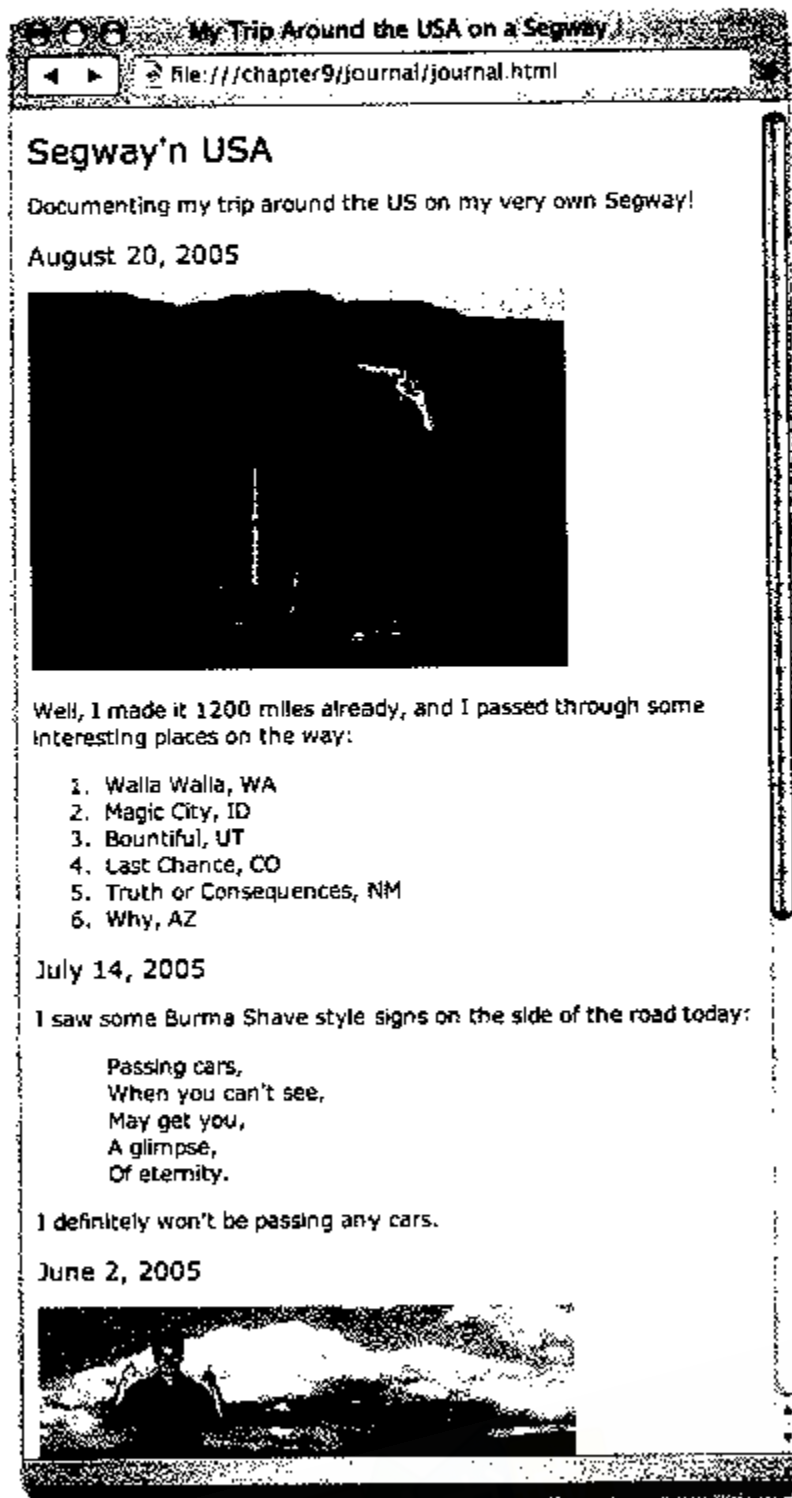 My Trip Around the USA on a Segway!
file:///chapter9/journal/journal.html
Segway'n USA
Documenting my trip around the US on my very own Segway!
August 20, 2005
Well, I made it 1200 miles already, and I passed through some
interesting places on the way:
1. Walla Walla, WA
2. Magic City, ID
3. Bountiful, UT
4. Last Chance, CO
5. Truth or Consequences, NM
6. Why, AZ
July 14, 2005
I saw some Burma Shave style signs on the side of the road today:
Passing cars,
When you can't see,
May get you,
A glimpse,
Of eternity.
I definitely won't be passing any cars.
June 2, 2005